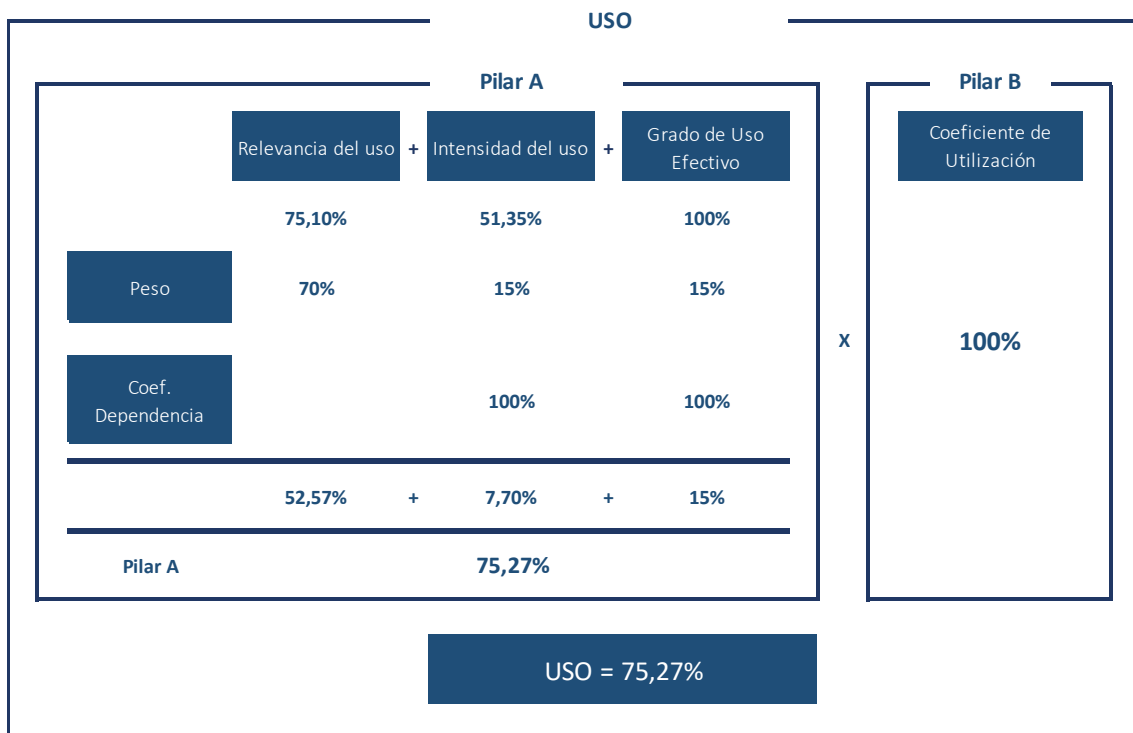 USO
Pilar A
Pilar B
Relevancia del uso + Intensidad del uso + Grado de Uso
Efectivo
Coeficiente de
Utilización
75,10% 51,35% 100%
Peso 70% 15% 15%
X 100%
Coef.
Dependencia
100% 100%
52,57% + 7,70% + 15%
Pilar A 75,27%
USO = 75,27%